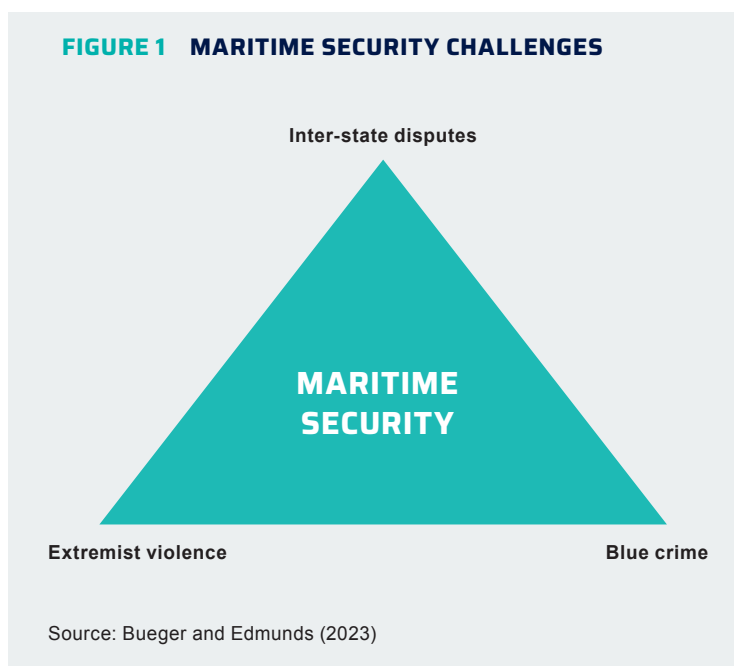 FIGURE 1 MARITIME SECURITY CHALLENGES
Inter-state disputes
MARITIME
SECURITY
Extremist violence
Blue crime
Source: Bueger and Edmunds (2023)